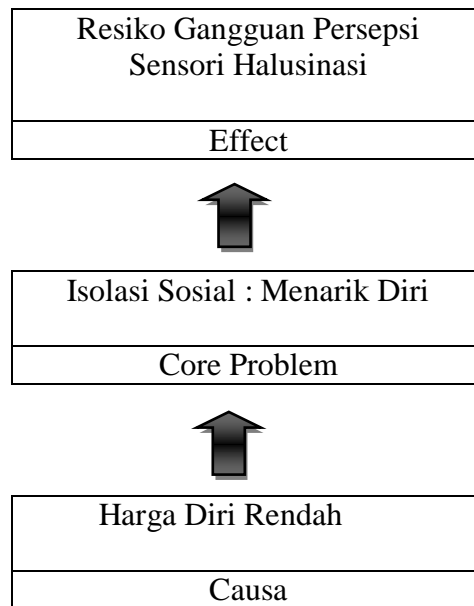 Resiko Gangguan Persepsi
Sensori Halusinasi
Effect
Isolasi Sosial : Menarik Diri
Core Problem
Harga Diri Rendah
Causa